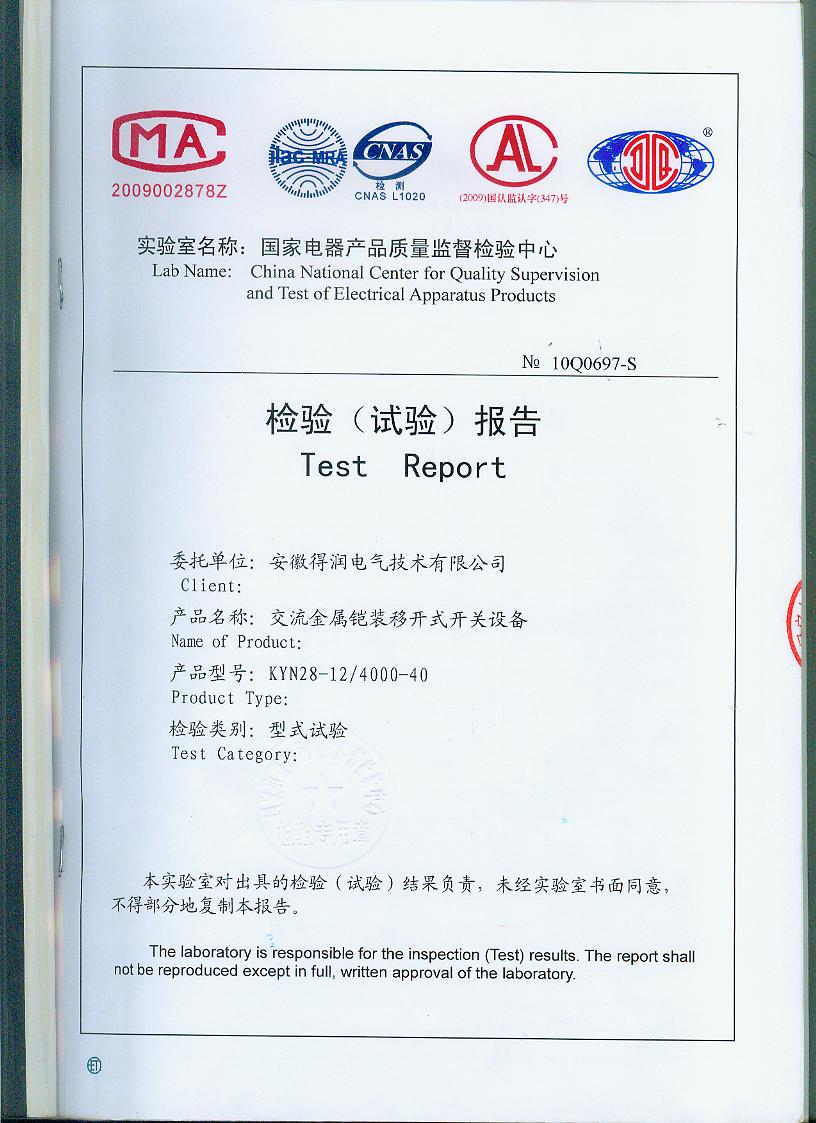 MA
ilac-MRA
CNAS
AL
®
2009002878Z
检 测
CNAS L1020
(2009)国认监认字(347)号
实验室名称：国家电器产品质量监督检验中心
Lab Name: China National Center for Quality Supervision
and Test of Electrical Apparatus Products
№ 10Q0697-S
检验（试验）报告
Test Report
委托单位：安徽得润电气技术有限公司
Client:
产品名称：交流金属铠装移开式开关设备
Name of Product:
产品型号：KYN28-12/4000-40
Product Type:
检验类别：型式试验
Test Category:
检验专用章
本实验室对出具的检验（试验）结果负责，未经实验室书面同意，
不得部分地复制本报告。
The laboratory is responsible for the inspection (Test) results. The report shall
not be reproduced except in full, written approval of the laboratory.